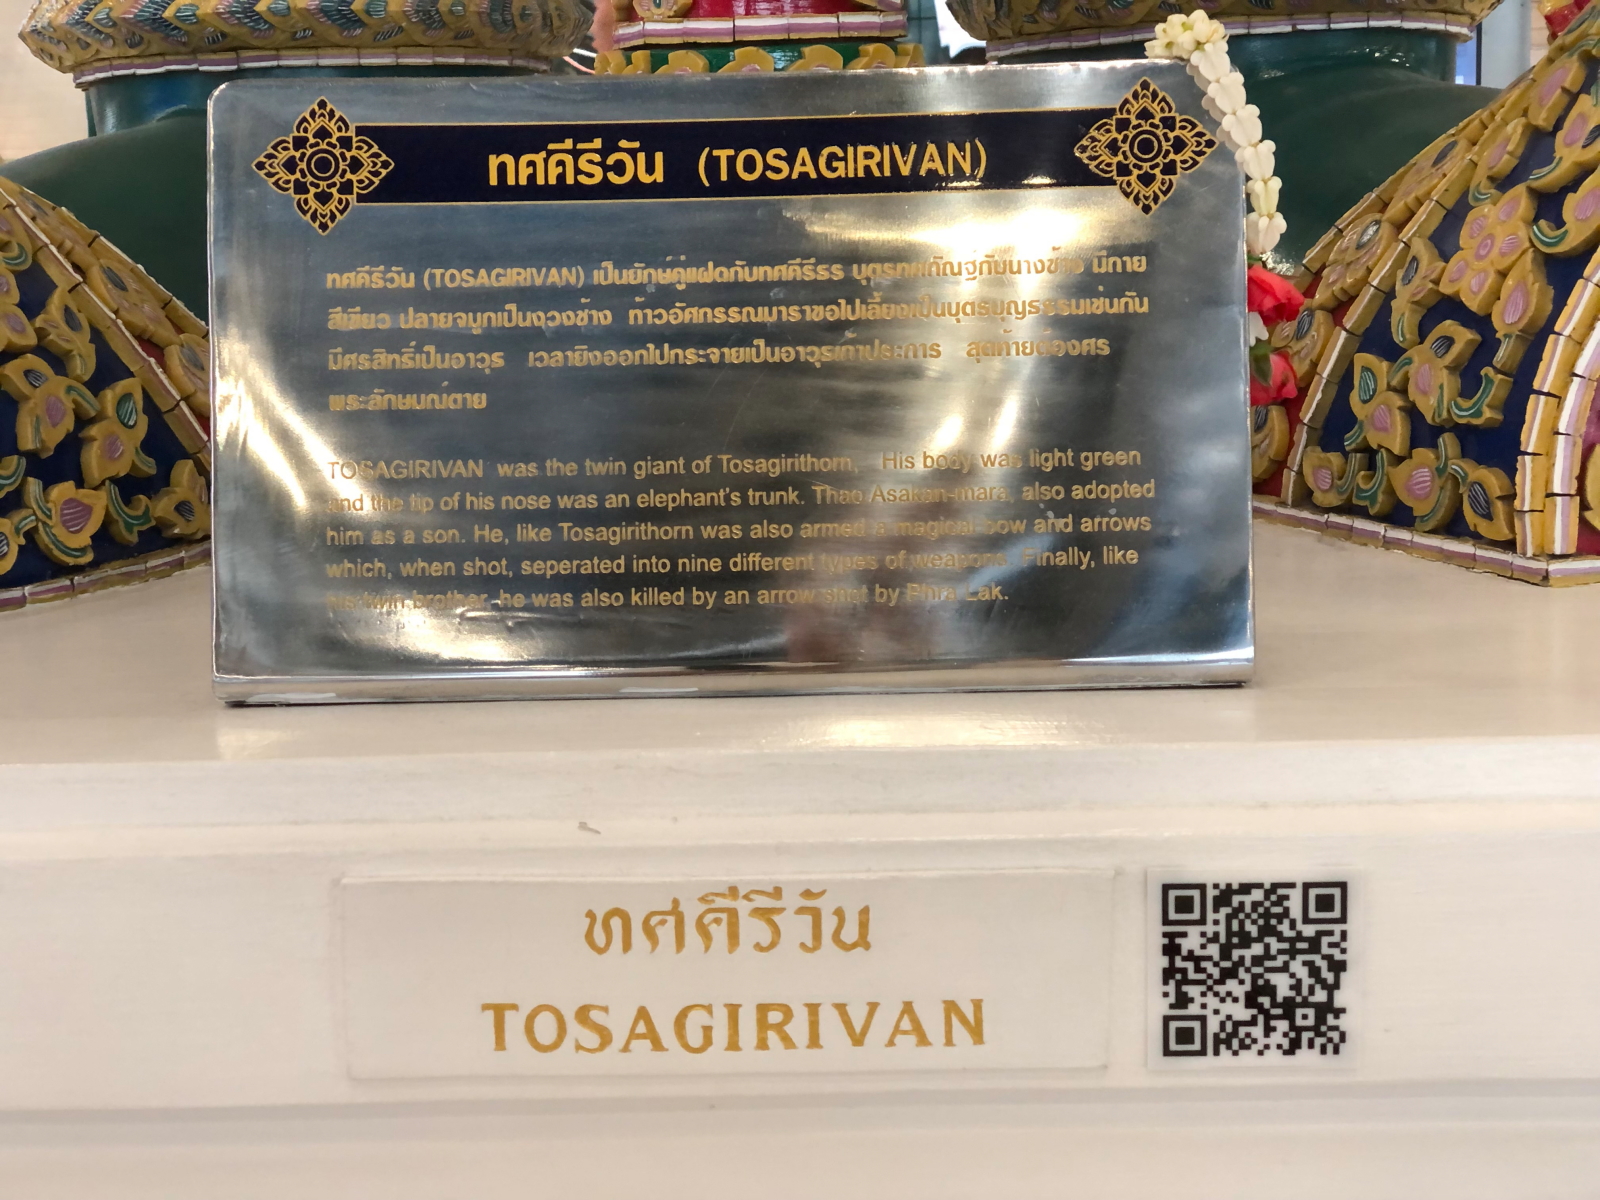 ทศคีรีวัน (TOSAGIRIVAN)
ทศคีรีวัน (TOSAGIRIVAN) เป็นยักษ์คู่แฝดกับทศคีรีธร บุตรทศกัณฐ์กับนางช้าง มีกาย
สีเขียว ปลายจมูกเป็นงวงช้าง ท้าวอัศกรรณมาราขอไปเลี้ยงเป็นบุตรบุญธรรมเช่นกัน
มีศรสิทธิ์เป็นอาวุธ เวลายิงออกไปกระจายเป็นอาวุธเก้าประการ สุดท้ายต้องศร
พระลักษมณ์ตาย
TOSAGIRIVAN was the twin giant of Tosagirithorn, His body was light green
and the tip of his nose was an elephant's trunk. Thao Asakan-mara, also adopted
him as a son. He, like Tosagirithorn was also armed a magical bow and arrows
which, when shot, seperated into nine different types of weapons. Finally, like
his twin brother, he was also killed by an arrow shot by Phra Lak.
ทศคีรีวัน
TOSAGIRIVAN